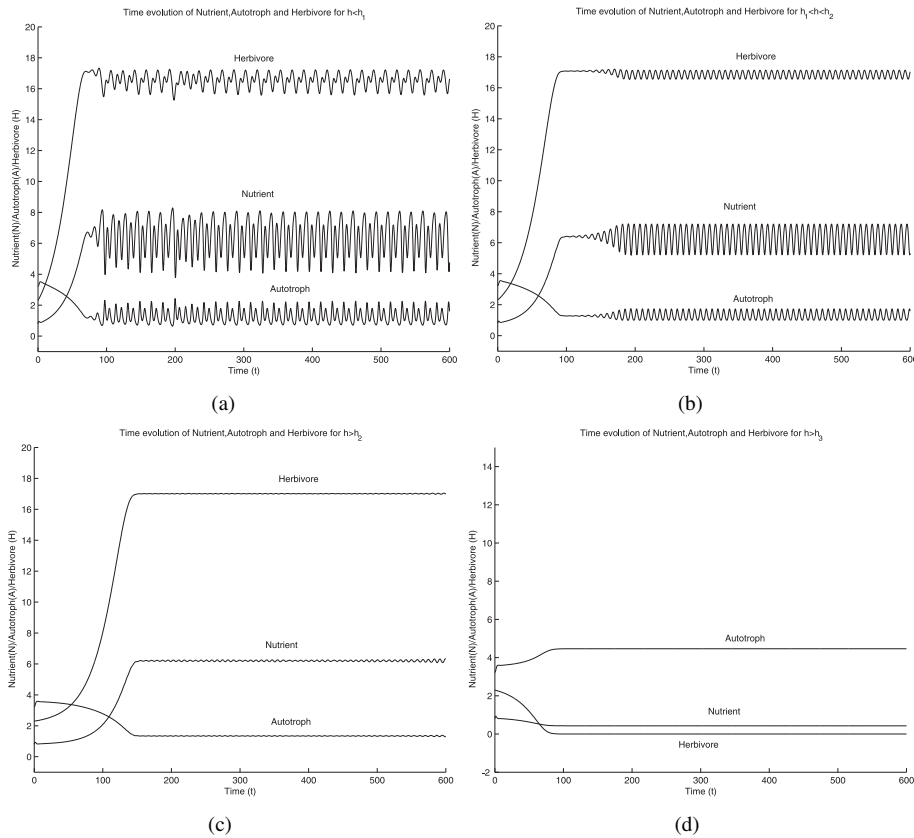 Time evolution of Nutrient,Autotroph and Herbivore for h<h1
Nutrient(N)/Autotroph(A)/Herbivore (H)
20
18
16
14
12
10
8
6
4
2
0
Herbivore
Nutrient
Autotroph
0 100 200 300 400 500 600
Time (t)
(a)
Time evolution of Nutrient,Autotroph and Herbivore for h1<h<h2
Nutrient(N)/Autotroph(A)/Herbivore (H)
20
18
16
14
12
10
8
6
4
2
0
Herbivore
Nutrient
Autotroph
0 100 200 300 400 500 600
Time (t)
(b)
Time evolution of Nutrient,Autotroph and Herbivore for h>h2
Nutrient(N)/Autotroph(A)/Herbivore (H)
20
18
16
14
12
10
8
6
4
2
0
Herbivore
Nutrient
Autotroph
0 100 200 300 400 500 600
Time (t)
(c)
Time evolution of Nutrient,Autotroph and Herbivore for h>h3
Nutrient(N)/Autotroph(A)/Herbivore (H)
14
12
10
8
6
4
2
0
-2
Autotroph
Nutrient
Herbivore
0 100 200 300 400 500 600
Time (t)
(d)